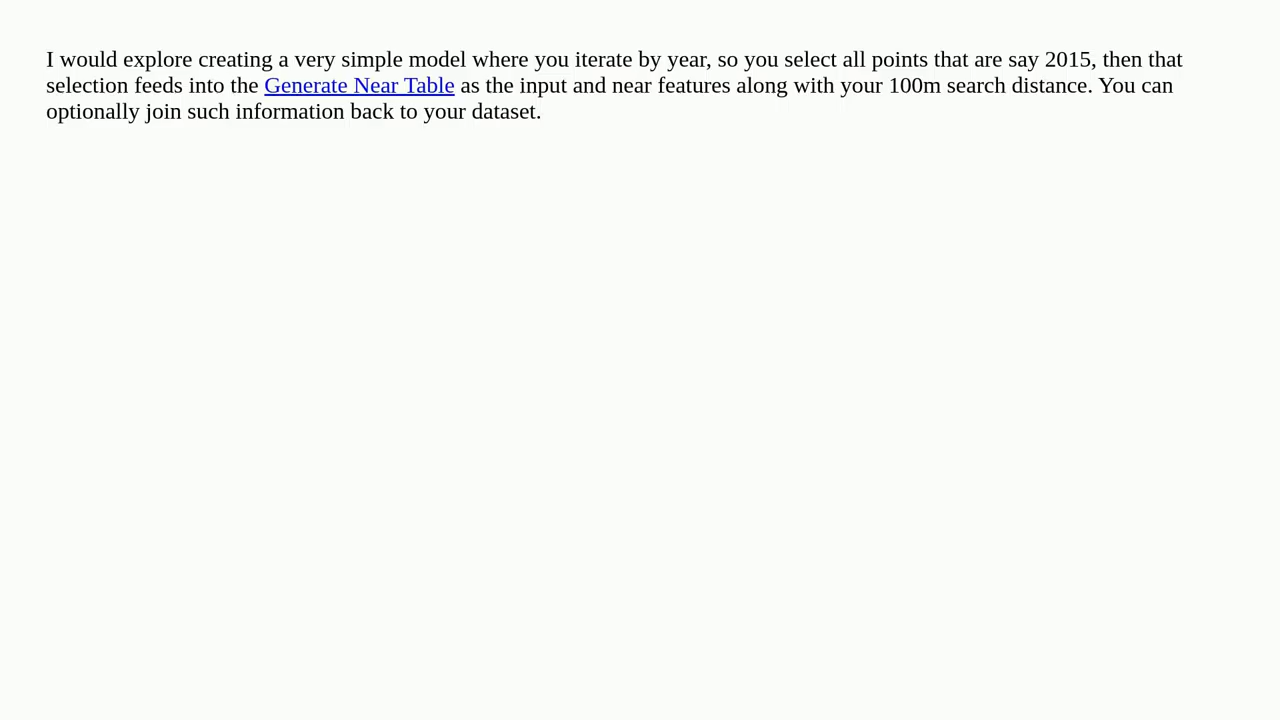 I would explore creating a very simple model where you iterate by year, so you select all points that are say 2015, then that
selection feeds into the Generate Near Table as the input and near features along with your 100m search distance. You can
optionally join such information back to your dataset.